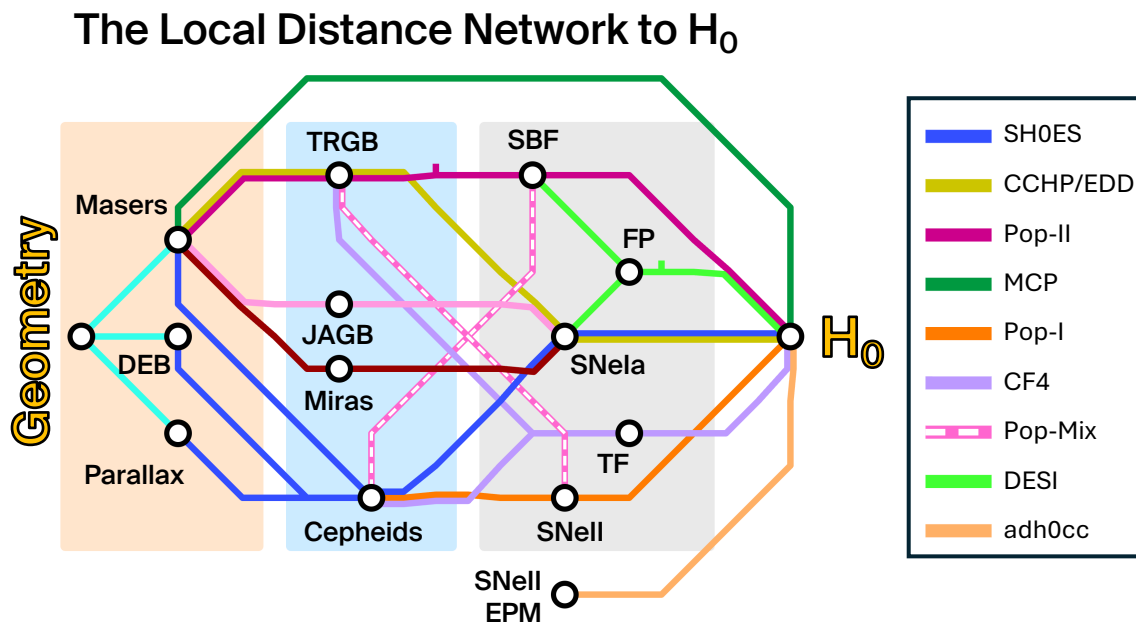 The Local Distance Network to H₀
TRGB
SBF
Masers
FP
Geometry
JAGB
DEB
SNeIa
H₀
Miras
Parallax
TF
Cepheids
SNeII
SNeII
EPM
SH0ES
CCHP/EDD
Pop-II
MCP
Pop-I
CF4
Pop-Mix
DESI
adh0cc